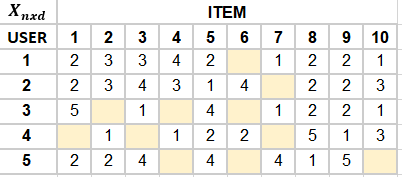 X_nxd ITEM
USER 1 2 3 4 5 6 7 8 9 10
1 2 3 3 4 2 1 2 2 1
2 2 3 4 3 1 4 2 2 3
3 5 1 4 1 2 2 1
4 1 1 2 2 5 1 3
5 2 2 4 4 4 1 5